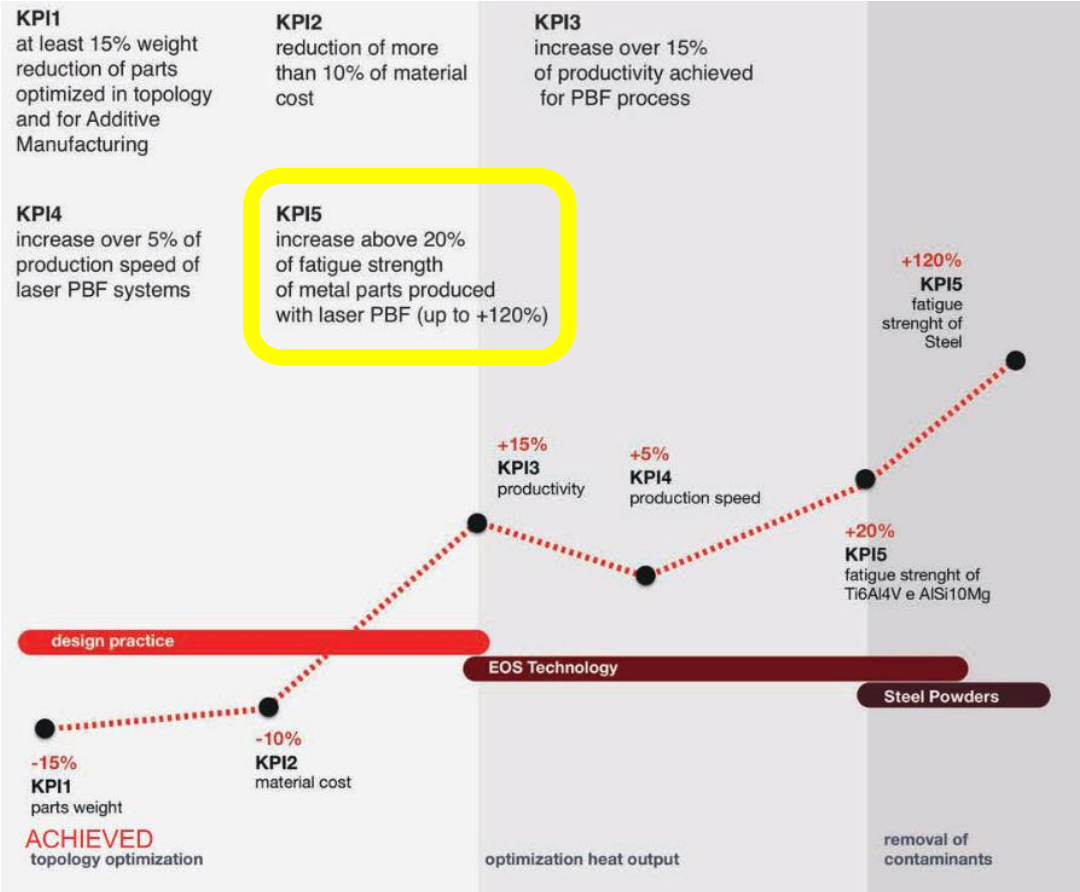 KPI1
at least 15% weight
reduction of parts
optimized in topology
and for Additive
Manufacturing
KPI2
reduction of more
than 10% of material
cost
KPI3
increase over 15%
of productivity achieved
for PBF process
KPI4
increase over 5% of
production speed of
laser PBF systems
KPI5
increase above 20%
of fatigue strength
of metal parts produced
with laser PBF (up to +120%)
+120%
KPI5
fatigue
strenght of
Steel
+15%
KPI3
productivity
+5%
KPI4
production speed
+20%
KPI5
fatigue strenght of
Ti6Al4V e AlSi10Mg
design practice
EOS Technology
Steel Powders
-15%
KPI1
parts weight
-10%
KPI2
material cost
ACHIEVED
topology optimization
optimization heat output
removal of
contaminants